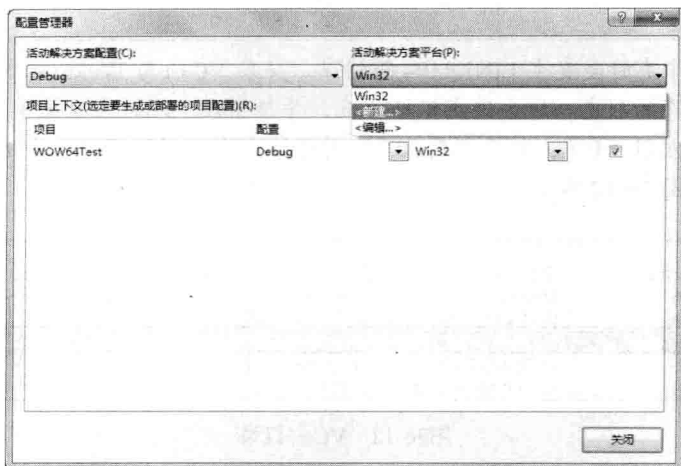 配置管理器
活动解决方案配置(C):
活动解决方案平台(P):
Debug
Win32
Win32
<新建...>
<编辑...>
项目上下文(选定要生成或部署的项目配置)(R):
项目
配置
WOW64Test
Debug
Win32
关闭